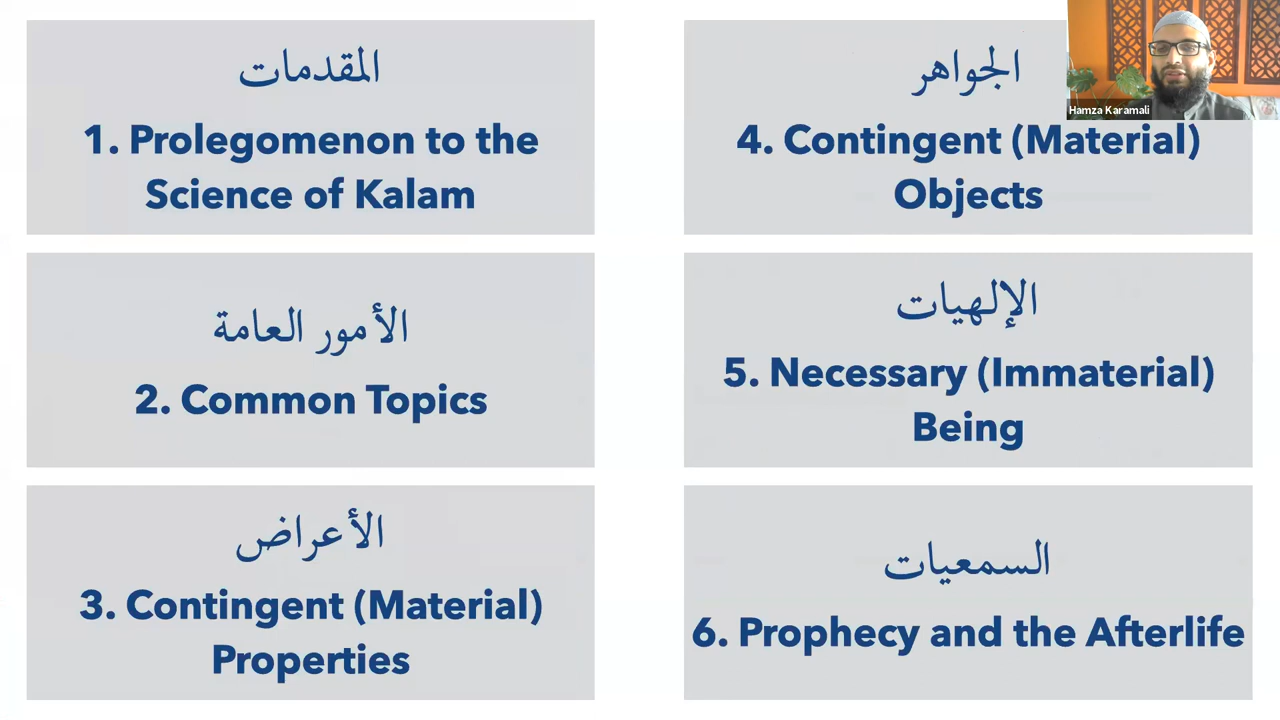 المقدمات
1. Prolegomenon to the
Science of Kalam
الأمور العامة
2. Common Topics
الأعراض
3. Contingent (Material)
Properties
الجواهر
4. Contingent (Material)
Objects
الإلهيات
5. Necessary (Immaterial)
Being
السمعيات
6. Prophecy and the Afterlife
Hamza Karamali